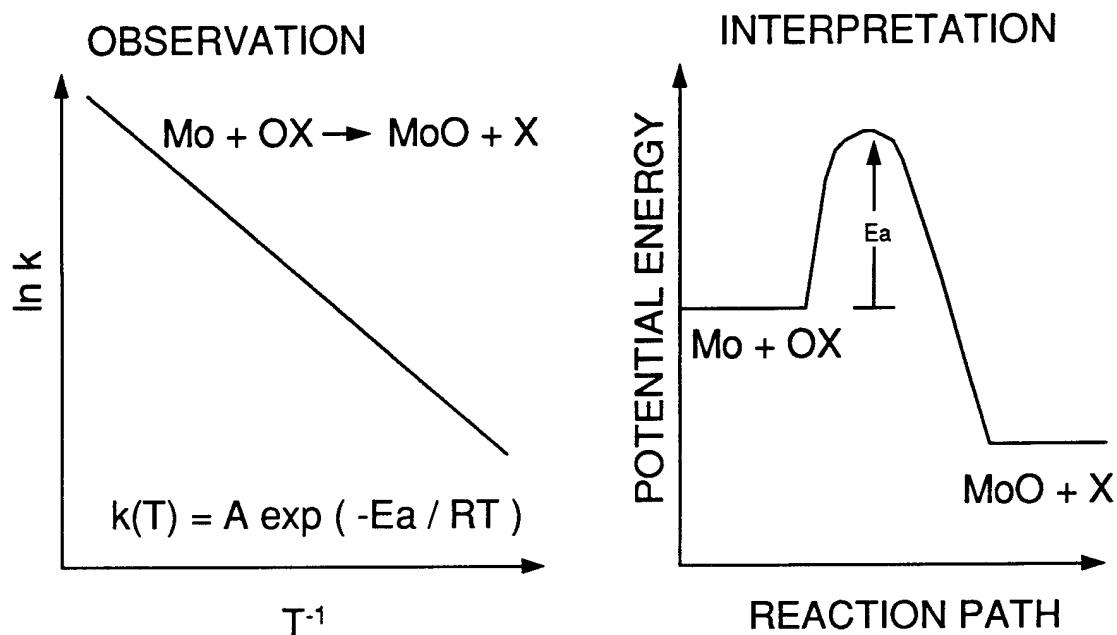 OBSERVATION
Mo + OX → MoO + X
ln k
k(T) = A exp ( -Ea / RT )
T⁻¹
INTERPRETATION
POTENTIAL ENERGY
Ea
Mo + OX
MoO + X
REACTION PATH